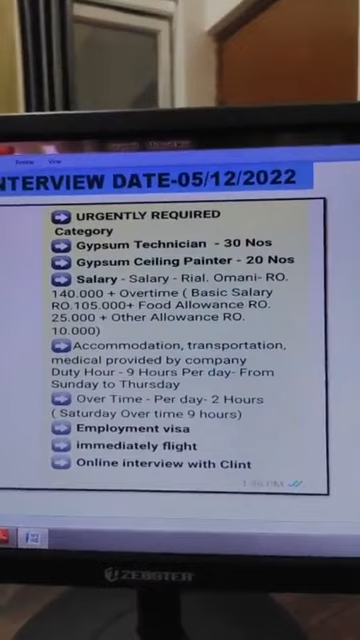 Review View
NTERVIEW DATE-05/12/2022
URGENTLY REQUIRED
Category
Gypsum Technician - 30 Nos
Gypsum Ceiling Painter - 20 Nos
Salary - Salary - Rial. Omani- RO.
140.000 + Overtime ( Basic Salary
RO.105.000+ Food Allowance RO.
25.000 + Other Allowance RO.
10.000)
Accommodation, transportation,
medical provided by company
Duty Hour - 9 Hours Per day- From
Sunday to Thursday
Over Time - Per day- 2 Hours
( Saturday Over time 9 hours)
Employment visa
immediately flight
Online interview with Clint
ZEBSTER